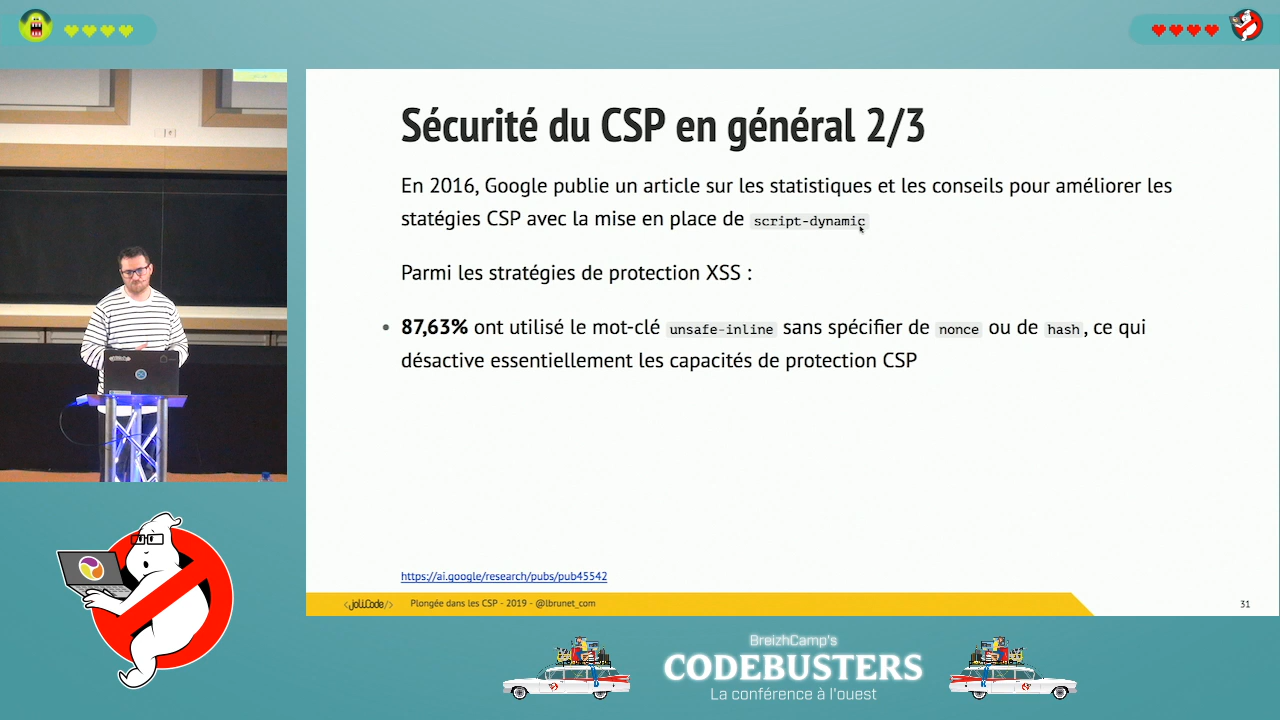 Sécurité du CSP en général 2/3
En 2016, Google publie un article sur les statistiques et les conseils pour améliorer les
statégies CSP avec la mise en place de script-dynamic
Parmi les stratégies de protection XSS :
• 87,63% ont utilisé le mot-clé unsafe-inline sans spécifier de nonce ou de hash, ce qui
désactive essentiellement les capacités de protection CSP
https://ai.google/research/pubs/pub45542
<joliCode/>
Plongée dans les CSP - 2019 - @lbrunet_com
31
BreizhCamp's
CODEBUSTERS
La conférence à l'ouest